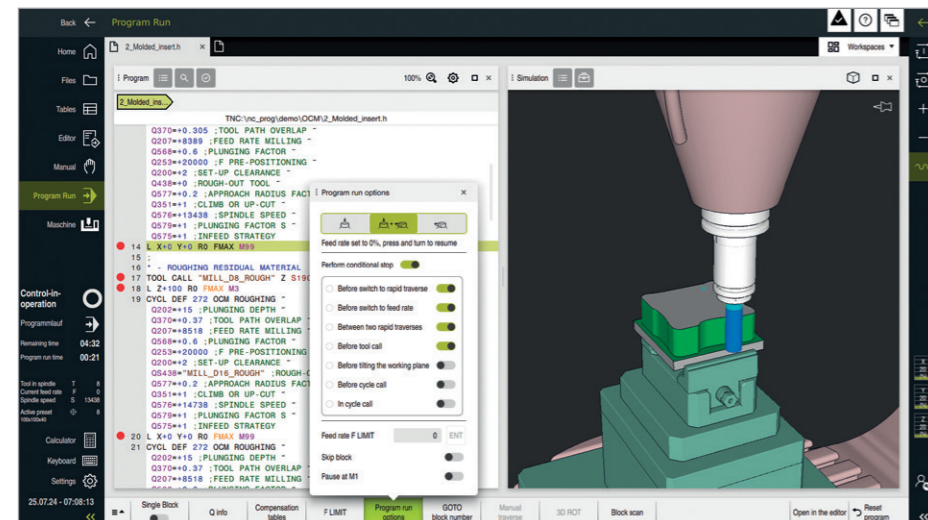 Back
Program Run
Home
2_Molded_insert.h ×
Workspaces
Files
Program
100%
×
Simulation
×
Tables
2_Molded_ins...
TNC:\nc_prog\demo\OCM\2_Molded_insert.h
Editor
Q370=+0.305 ;TOOL PATH OVERLAP ~
Q207=+8389 ;FEED RATE MILLING ~
Q568=+0.6 ;PLUNGING FACTOR ~
Q253=+20000 ;F PRE-POSITIONING ~
Manual
Q200=+2 ;SET-UP CLEARANCE ~
Q438=+0 ;ROUGH-OUT TOOL ~
Q577=+0.2 ;APPROACH RADIUS FACT
Program Run
Q351=+1 ;CLIMB OR UP-CUT ~
Q576=+13438 ;SPINDLE SPEED ~
Q579=+1 ;PLUNGING FACTOR S ~
Maschine
Q575=+1 ;INFEED STRATEGY
14 L X+0 Y+0 R0 FMAX M99
15 ;
16 * - ROUGHING RESIDUAL MATERIAL
17 TOOL CALL "MILL_D8_ROUGH" Z S190
18 L Z+100 R0 FMAX M3
19 CYCL DEF 272 OCM ROUGHING ~
Q202=+15 ;PLUNGING DEPTH ~
Q370=+0.37 ;TOOL PATH OVERLAP ~
Q207=+8518 ;FEED RATE MILLING ~
Q568=+0.6 ;PLUNGING FACTOR ~
Q253=+20000 ;F PRE-POSITIONING
Q200=+2 ;SET-UP CLEARANCE ~
QS438="MILL_D16_ROUGH" ;ROUGH-O
Q577=+0.2 ;APPROACH RADIUS FACT
Q351=+1 ;CLIMB OR UP-CUT ~
Q576=+14738 ;SPINDLE SPEED ~
Q579=+1 ;PLUNGING FACTOR S ~
Q575=+1 ;INFEED STRATEGY
20 L X+0 Y+0 R0 FMAX M99
21 CYCL DEF 272 OCM ROUGHING ~
Q202=+15 ;PLUNGING DEPTH ~
Q370=+0.37 ;TOOL PATH OVERLAP ~
Q207=+8518 ;FEED RATE MILLING ~
Program run options ×
Feed rate set to 0%, press and turn to resume
Perform conditional stop
Before switch to rapid traverse
Before switch to feed rate
Between two rapid traverses
Before tool call
Before tilting the working plane
Before cycle call
In cycle call
Feed rate F LIMIT 0 ENT
Skip block
Pause at M1
Control-in-
operation
Programmlauf
Remaining time 04:32
Program run time 00:21
Tool in spindle T 8
Current feed rate F 0
Spindle speed S 13438
Active preset 8
100x100x40
Calculator
Keyboard
Settings
25.07.24 - 07:08:13
Single Block
Q info
Compensation
tables
F LIMIT
Program run
options
GOTO
block number
Manual
traverse
3D ROT
Block scan
Open in the editor
Reset
program
X
20
Y
20
Z
20